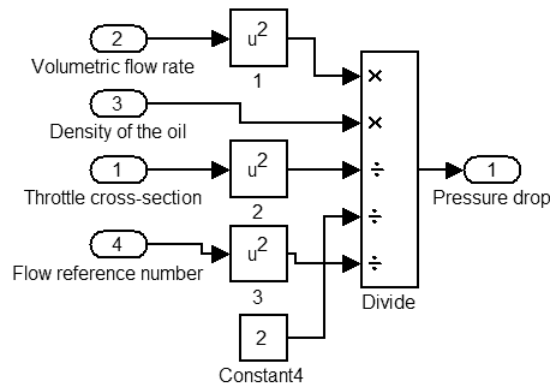 2
u²
Volumetric flow rate
1
×
3
×
Density of the oil
1
u²
÷
1
Throttle cross-section
2
Pressure drop
÷
4
u²
÷
Flow reference number
3
Divide
2
Constant4